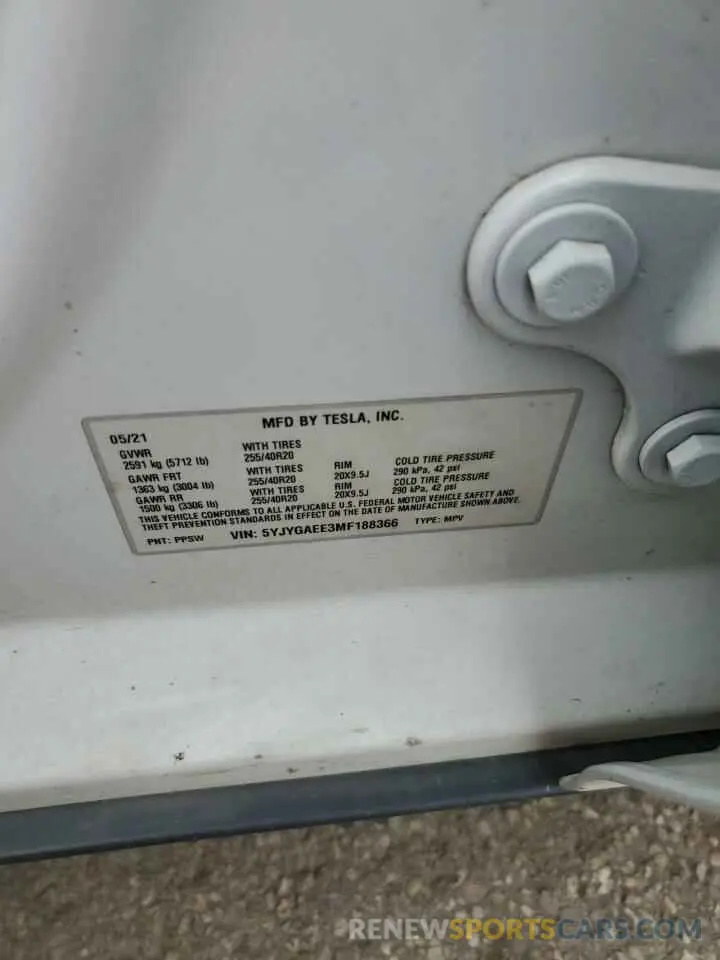 MFD BY TESLA, INC.
05/21
GVWR WITH TIRES
2591 kg (5712 lb) 255/40R20
GAWR FRT WITH TIRES RIM COLD TIRE PRESSURE
1363 kg (3004 lb) 255/40R20 20X9.5J 290 kPa, 42 psi
GAWR RR WITH TIRES RIM COLD TIRE PRESSURE
1500 kg (3306 lb) 255/40R20 20X9.5J 290 kPa, 42 psi
THIS VEHICLE CONFORMS TO ALL APPLICABLE U.S. FEDERAL MOTOR VEHICLE SAFETY AND
THEFT PREVENTION STANDARDS IN EFFECT ON THE DATE OF MANUFACTURE SHOWN ABOVE.
PNT: PPSW VIN: 5YJYGAEE3MF188366 TYPE: MPV
RENEWSPORTSCARS.COM